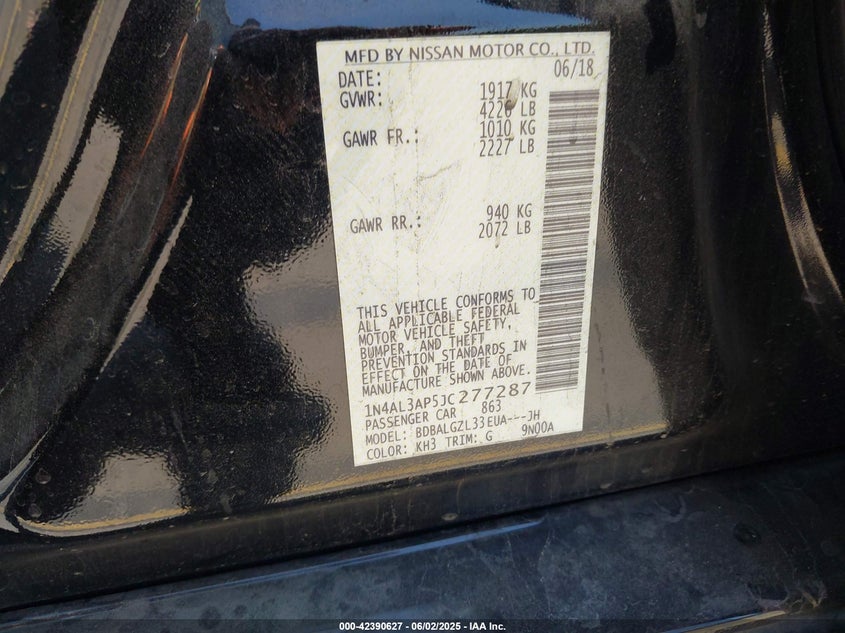 MFD BY NISSAN MOTOR CO., LTD.
DATE: 06/18
GVWR: 1917 KG
4226 LB
GAWR FR.: 1010 KG
2227 LB
GAWR RR.: 940 KG
2072 LB
THIS VEHICLE CONFORMS TO
ALL APPLICABLE FEDERAL
MOTOR VEHICLE SAFETY,
BUMPER, AND THEFT
PREVENTION STANDARDS IN
EFFECT ON THE DATE OF
MANUFACTURE SHOWN ABOVE.
1N4AL3AP5JC277287
PASSENGER CAR 863
MODEL: BDBALGZL33EUA---JH
COLOR: KH3 TRIM: G 9N00A
000-42390627 - 06/02/2025 - IAA Inc.